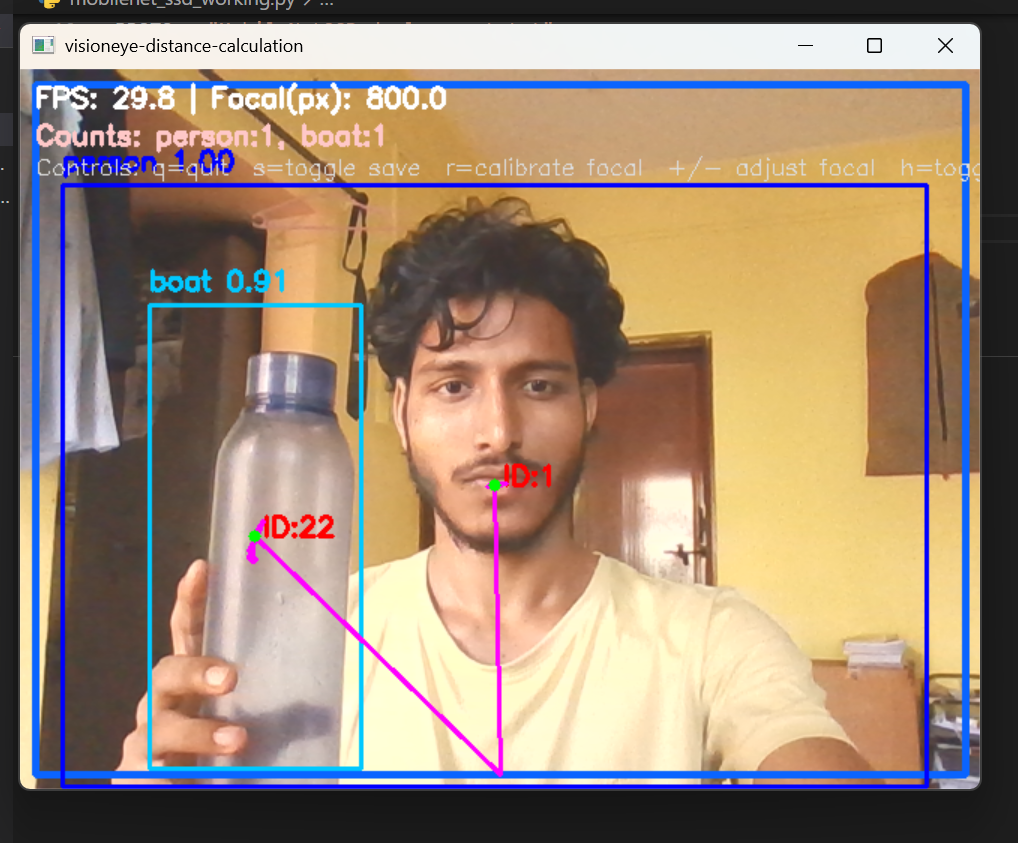 mobilenet_ssd_working.py > ...
visioneye-distance-calculation
FPS: 29.8 | Focal(px): 800.0
Counts: person:1, boat:1
person 1.00
Controls: q=quit s=toggle save r=calibrate focal +/- adjust focal h=togg
boat 0.91
ID:1
ID:22